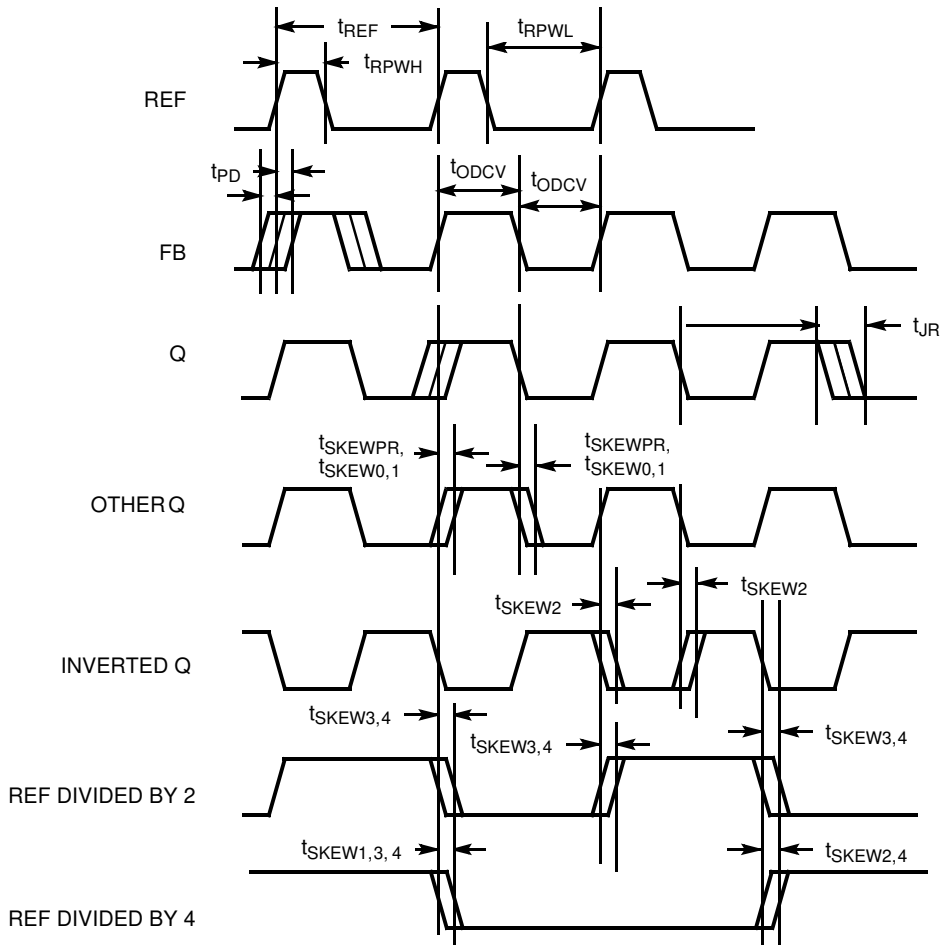 tREF
tRPWL
tRPWH
REF
tPD
tODCV
tODCV
FB
Q
tJR
tSKEWPR,
tSKEW0,1
tSKEWPR,
tSKEW0,1
OTHER Q
tSKEW2
tSKEW2
INVERTED Q
tSKEW3,4
tSKEW3,4
tSKEW3,4
REF DIVIDED BY 2
tSKEW1,3, 4
tSKEW2,4
REF DIVIDED BY 4